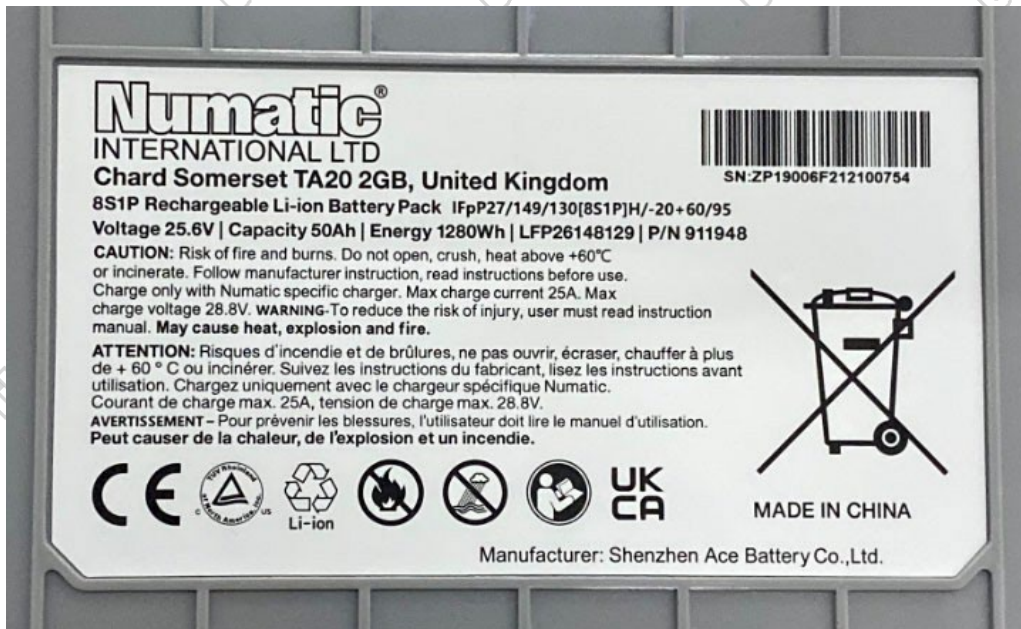 Numatic®
INTERNATIONAL LTD
Chard Somerset TA20 2GB, United Kingdom
SN:ZP19006F212100754
8S1P Rechargeable Li-ion Battery Pack IFpP27/149/130[8S1P]H/-20+60/95
Voltage 25.6V | Capacity 50Ah | Energy 1280Wh | LFP26148129 | P/N 911948
CAUTION: Risk of fire and burns. Do not open, crush, heat above +60℃
or incinerate. Follow manufacturer instruction, read instructions before use.
Charge only with Numatic specific charger. Max charge current 25A. Max
charge voltage 28.8V. WARNING-To reduce the risk of injury, user must read instruction
manual. May cause heat, explosion and fire.
ATTENTION: Risques d'incendie et de brûlures, ne pas ouvrir, écraser, chauffer à plus
de + 60 ° C ou incinérer. Suivez les instructions du fabricant, lisez les instructions avant
utilisation. Chargez uniquement avec le chargeur spécifique Numatic.
Courant de charge max. 25A, tension de charge max. 28.8V.
AVERTISSEMENT – Pour prévenir les blessures, l'utilisateur doit lire le manuel d'utilisation.
Peut causer de la chaleur, de l'explosion et un incendie.
CE
TÜV Rheinland
of North America, Inc.
C US
Li-ion
UK
CA
MADE IN CHINA
Manufacturer: Shenzhen Ace Battery Co.,Ltd.